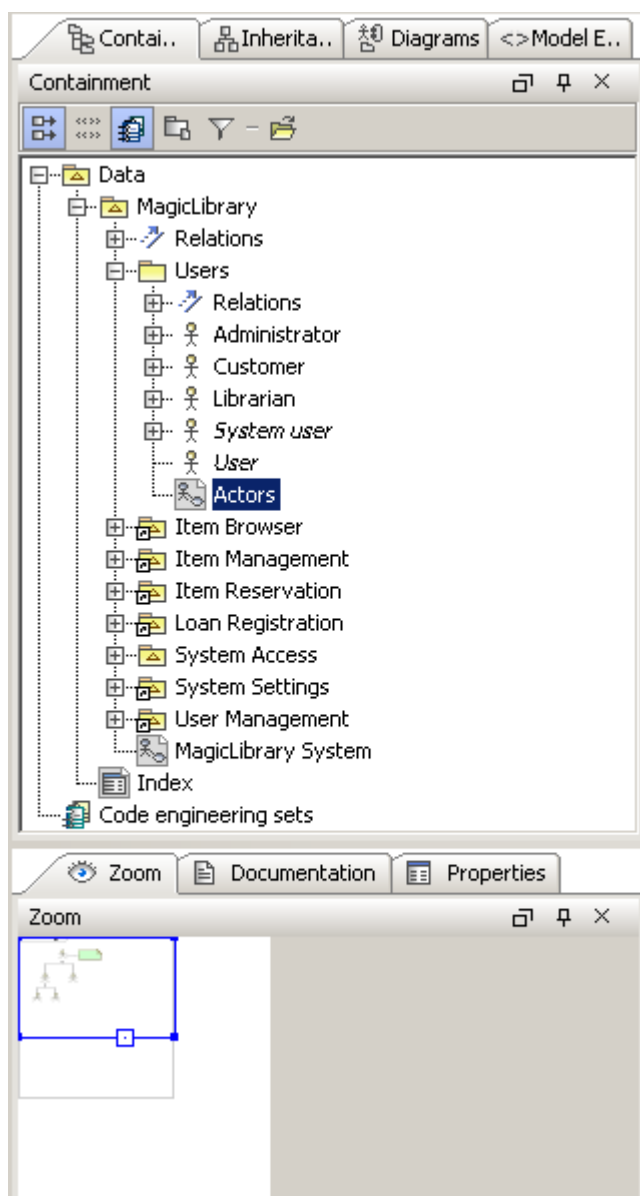 Contai.. Inherita.. Diagrams <>Model E..
Containment
Data
MagicLibrary
Relations
Users
Relations
Administrator
Customer
Librarian
System user
User
Actors
Item Browser
Item Management
Item Reservation
Loan Registration
System Access
System Settings
User Management
MagicLibrary System
Index
Code engineering sets
Zoom Documentation Properties
Zoom